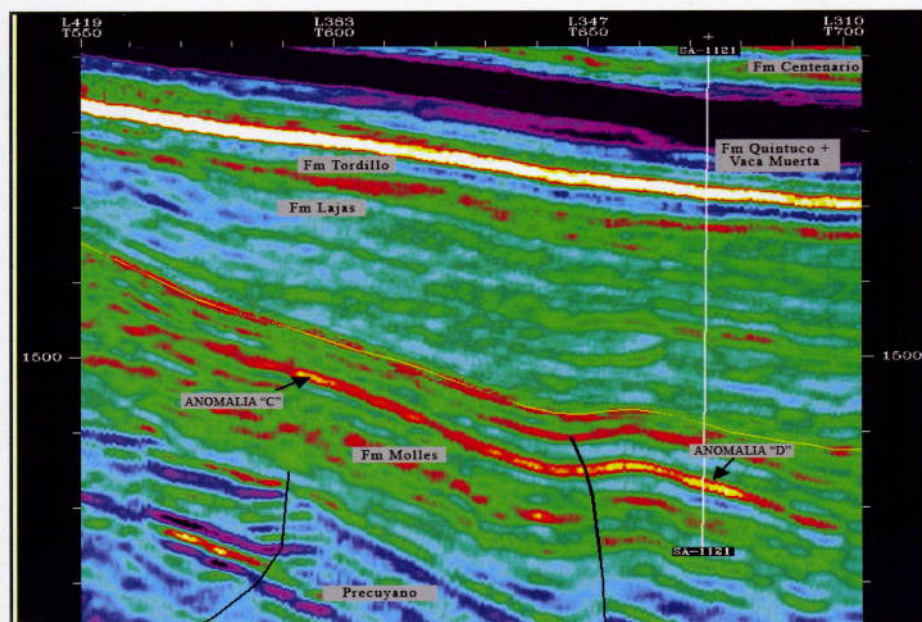 L419 L383 L347 L310
T550 T600 T650 T700
SA-1121
Fm Centenario
Fm Quintuco +
Vaca Muerta
Fm Tordillo
Fm Lajas
1500 1500
ANOMALIA "C"
ANOMALIA "D"
Fm Molles
SA-1121
Precuyano